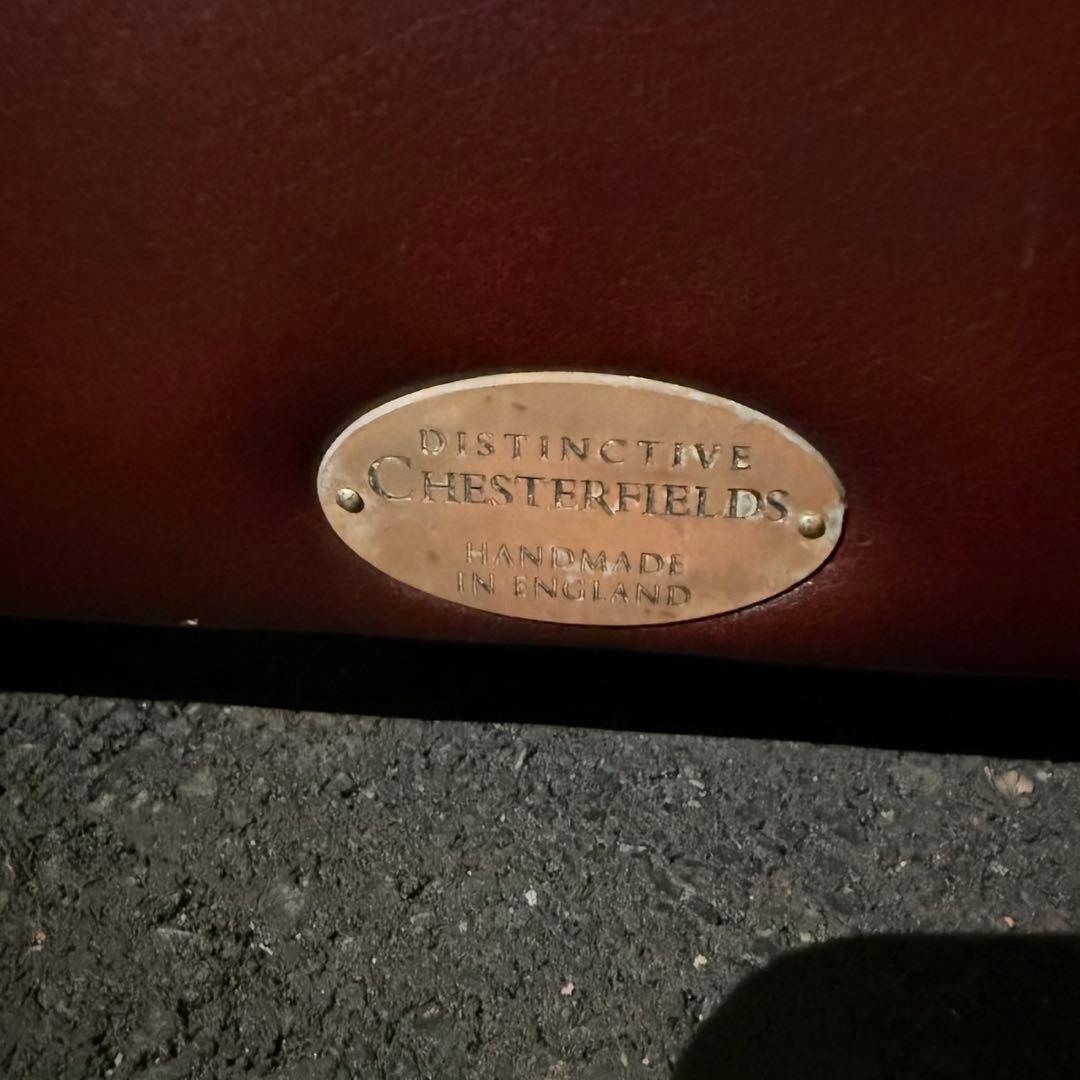 DISTINCTIVE
CHESTERFIELDS
HANDMADE
IN ENGLAND